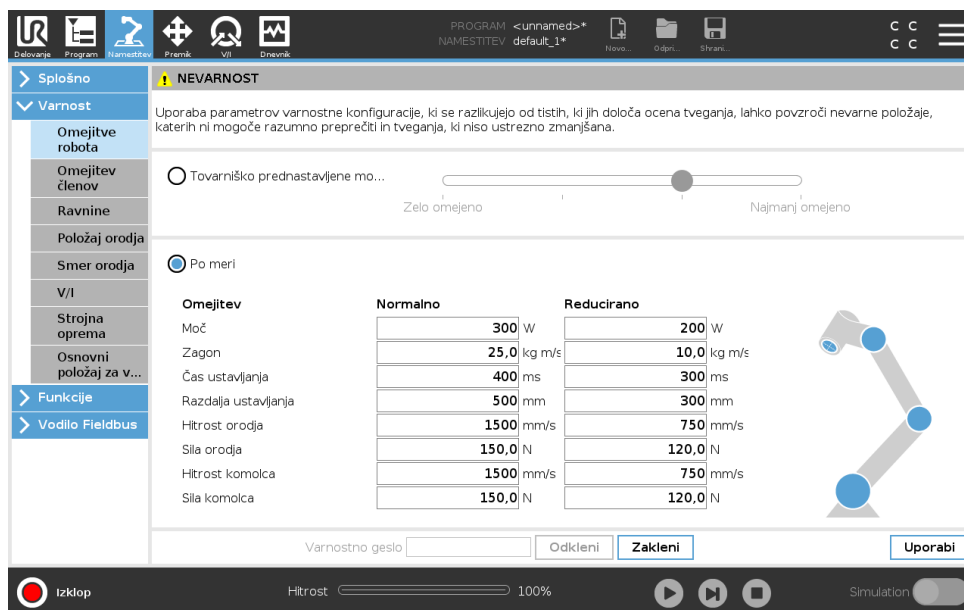 PROGRAM <unnamed>*
NAMESTITEV default_1*
Delovanje Program Namestitev Premik V/I Dnevnik Novo... Odpri... Shrani...
C C
C C
Splošno
Varnost
Omejitve robota
Omejitev členov
Ravnine
Položaj orodja
Smer orodja
V/I
Strojna oprema
Osnovni položaj za v...
Funkcije
Vodilo Fieldbus
NEVARNOST
Uporaba parametrov varnostne konfiguracije, ki se razlikujejo od tistih, ki jih določa ocena tveganja, lahko povzroči nevarne položaje,
katerih ni mogoče razumno preprečiti in tveganja, ki niso ustrezno zmanjšana.
Tovarniško prednastavljene mo...
Zelo omejeno Najmanj omejeno
Po meri
Omejitev Normalno Reducirano
Moč 300 W 200 W
Zagon 25,0 kg m/s 10,0 kg m/s
Čas ustavljanja 400 ms 300 ms
Razdalja ustavljanja 500 mm 300 mm
Hitrost orodja 1500 mm/s 750 mm/s
Sila orodja 150,0 N 120,0 N
Hitrost komolca 1500 mm/s 750 mm/s
Sila komolca 150,0 N 120,0 N
Varnostno geslo Odkleni Zakleni Uporabi
Izklop Hitrost 100% Simulation